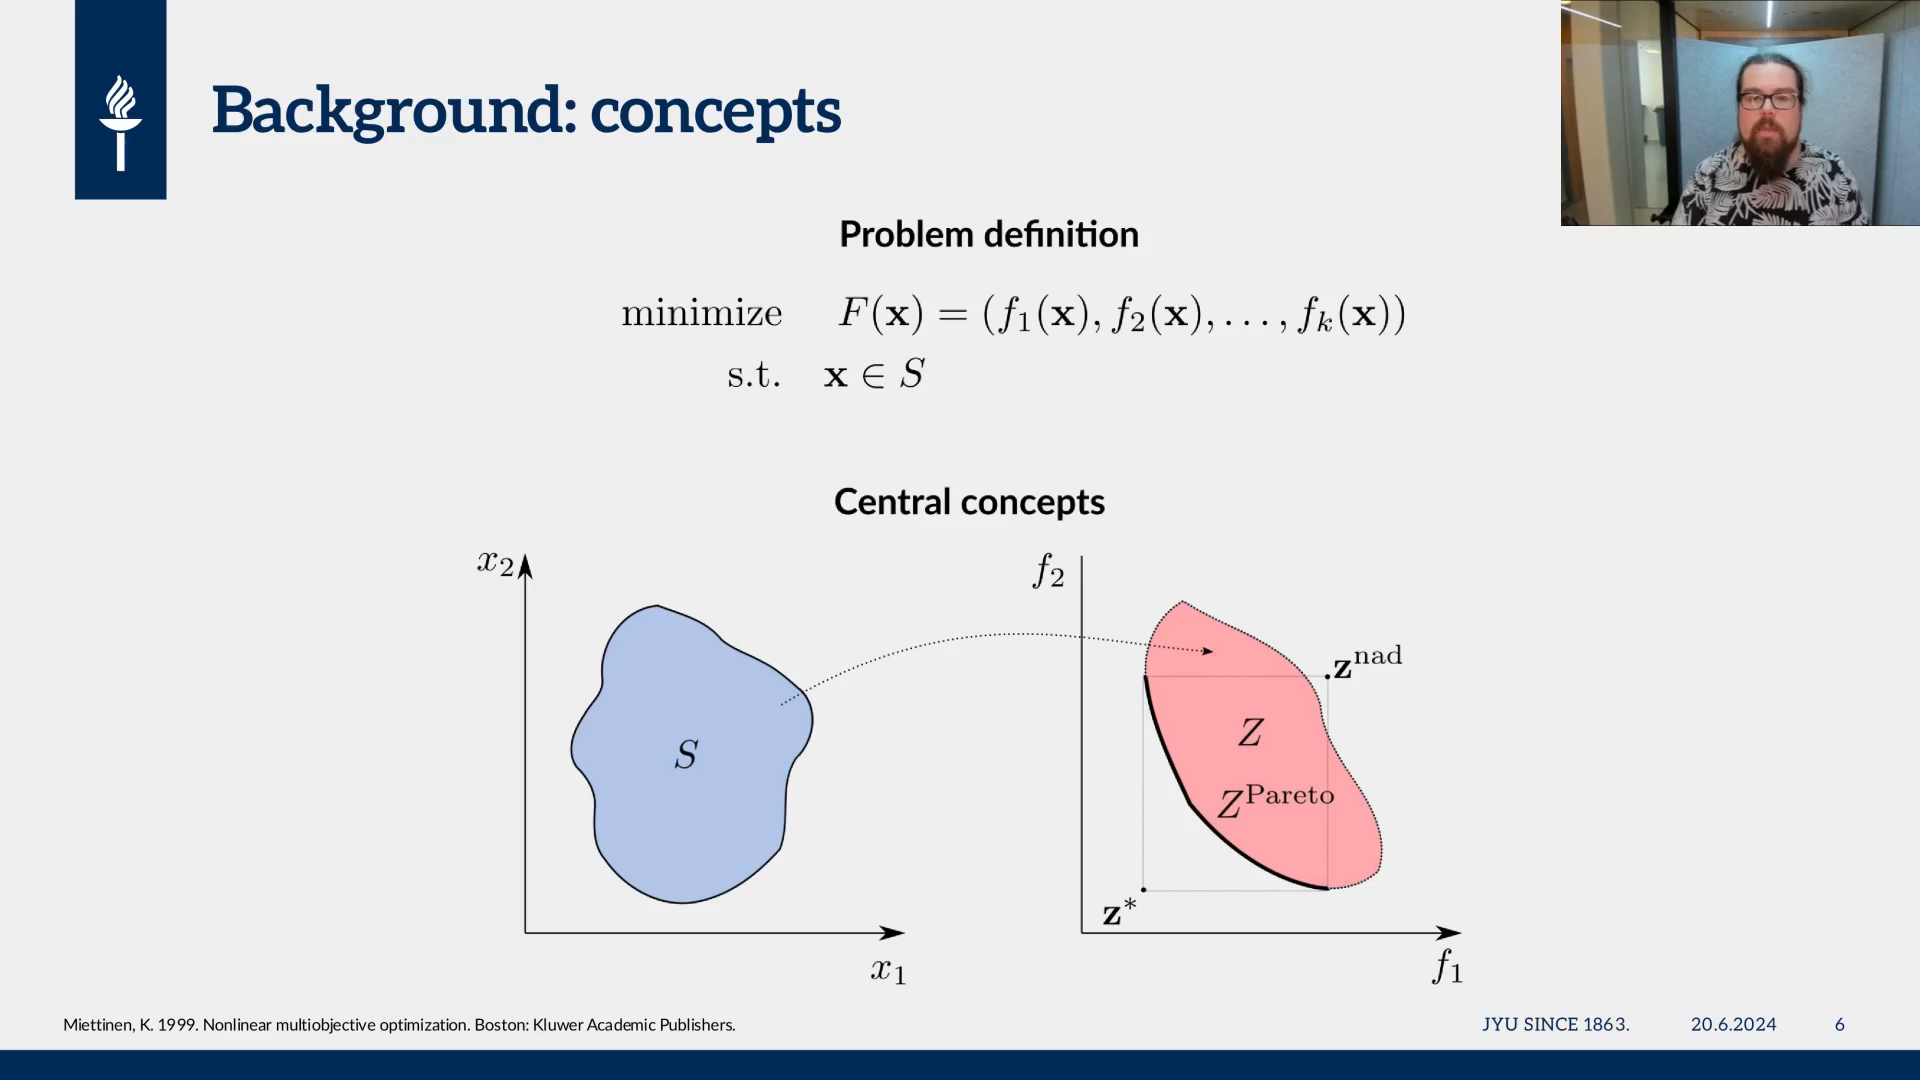 Background: concepts
Problem definition
minimize F(x) = (f₁(x), f₂(x), . . . , fₖ(x))
s.t. x ∈ S
Central concepts
x₂
f₂
z^nad
S
Z
Z^Pareto
z*
x₁
f₁
Miettinen, K. 1999. Nonlinear multiobjective optimization. Boston: Kluwer Academic Publishers.
JYU SINCE 1863. 20.6.2024 6